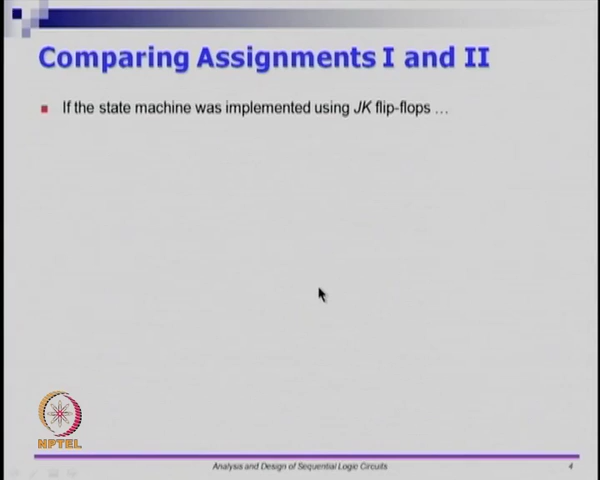 Comparing Assignments I and II
If the state machine was implemented using JK flip-flops ...
NPTEL
Analysis and Design of Sequential Logic Circuits
4